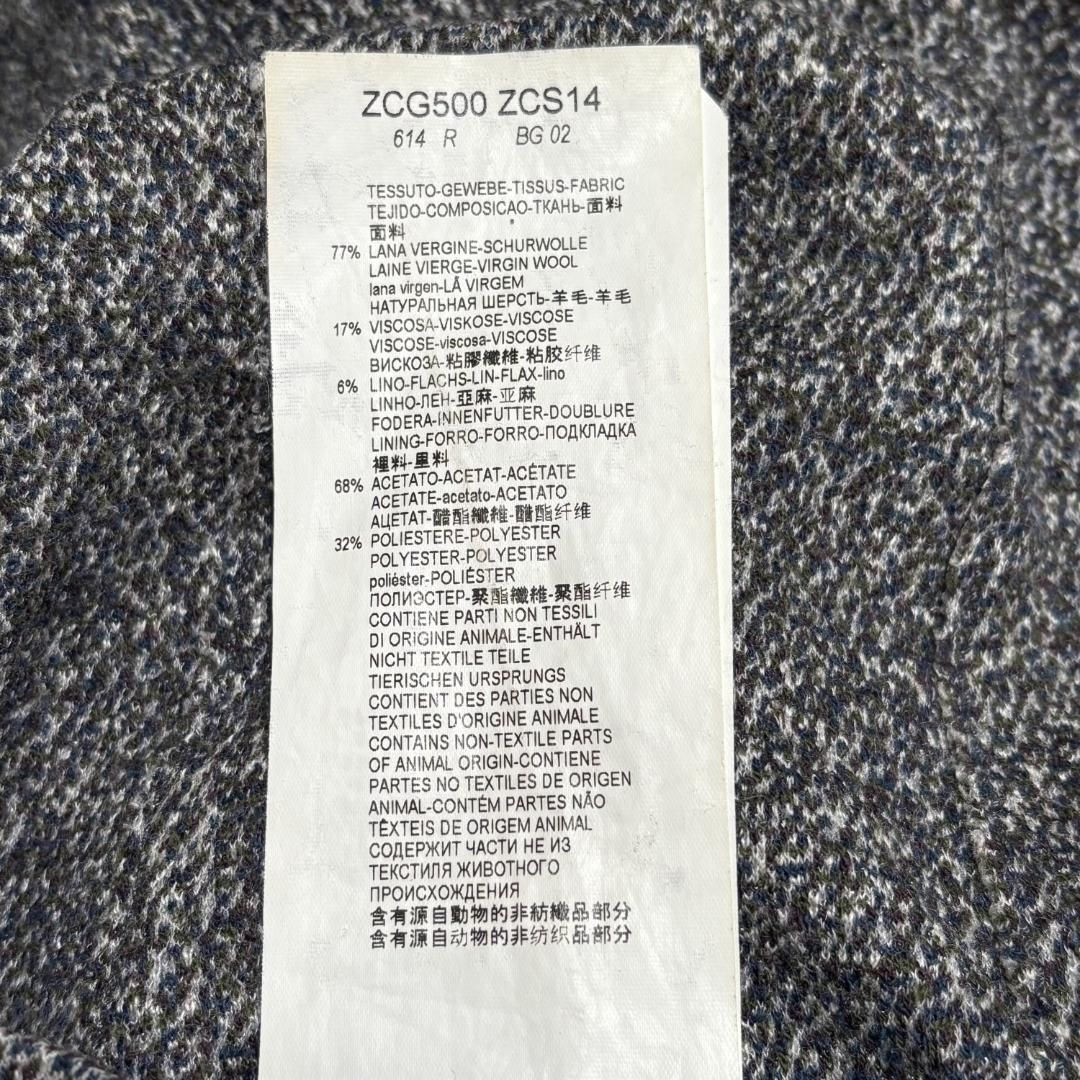 ZCG500 ZCS14
614 R BG 02
TESSUTO-GEWEBE-TISSUS-FABRIC
TEJIDO-COMPOSICAO-ТКАНЬ-面料
面料
77% LANA VERGINE-SCHURWOLLE
LAINE VIERGE-VIRGIN WOOL
lana virgen-LÃ VIRGEM
НАТУРАЛЬНАЯ ШЕРСТЬ-羊毛-羊毛
17% VISCOSA-VISKOSE-VISCOSE
VISCOSE-viscosa-VISCOSE
ВИСКОЗА-粘膠纖維-粘胶纤维
6% LINO-FLACHS-LIN-FLAX-lino
LINHO-ЛЕН-亞麻-亚麻
FODERA-INNENFUTTER-DOUBLURE
LINING-FORRO-FORRO-ПОДКЛАДКА
裡料-里料
68% ACETATO-ACETAT-ACÉTATE
ACETATE-acetato-ACETATO
АЦЕТАТ-醋酯纖維-醋酯纤维
32% POLIESTERE-POLYESTER
POLYESTER-POLYESTER
poliéster-POLIÉSTER
ПОЛИЭСТЕР-聚酯纖維-聚酯纤维
CONTIENE PARTI NON TESSILI
DI ORIGINE ANIMALE-ENTHÄLT
NICHT TEXTILE TEILE
TIERISCHEN URSPRUNGS
CONTIENT DES PARTIES NON
TEXTILES D'ORIGINE ANIMALE
CONTAINS NON-TEXTILE PARTS
OF ANIMAL ORIGIN-CONTIENE
PARTES NO TEXTILES DE ORIGEN
ANIMAL-CONTÉM PARTES NÃO
TÊXTEIS DE ORIGEM ANIMAL
СОДЕРЖИТ ЧАСТИ НЕ ИЗ
ТЕКСТИЛЯ ЖИВОТНОГО
ПРОИСХОЖДЕНИЯ
含有源自動物的非紡織品部分
含有源自动物的非纺织品部分